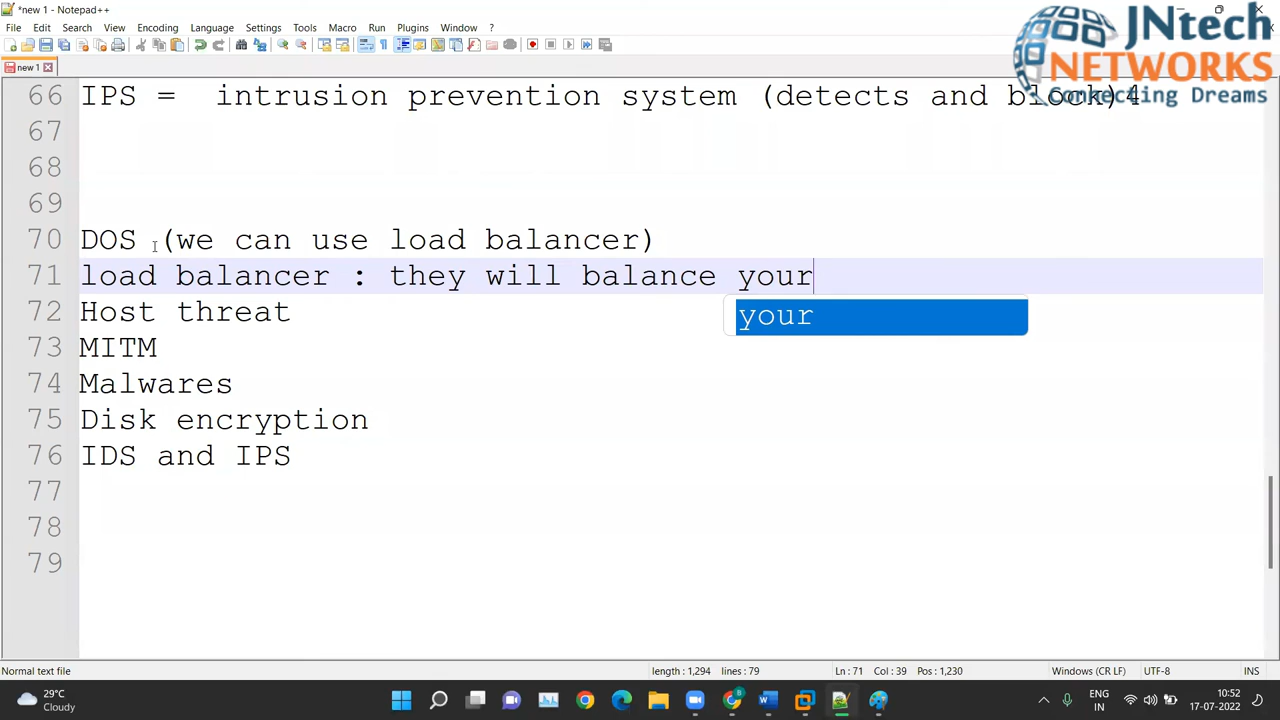 *new 1 - Notepad++
File Edit Search View Encoding Language Settings Tools Macro Run Plugins Window ?
new 1
JNtech
NETWORKS
Connecting Dreams
66 IPS = intrusion prevention system (detects and block)4
67
68
69
70 DOS (we can use load balancer)
71 load balancer : they will balance your
your
72 Host threat
73 MITM
74 Malwares
75 Disk encryption
76 IDS and IPS
77
78
79
Normal text file length : 1,294 lines : 79 Ln : 71 Col : 39 Pos : 1,230 Windows (CR LF) UTF-8 INS
29°C
Cloudy
ENG
IN
10:52
17-07-2022